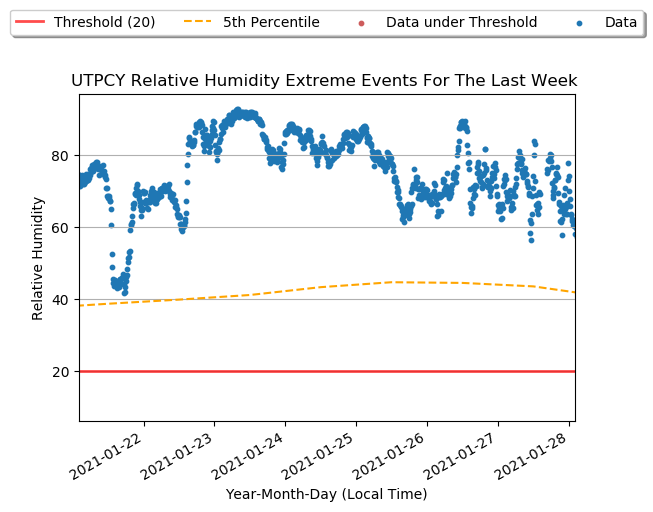 Threshold (20) 5th Percentile Data under Threshold Data
UTPCY Relative Humidity Extreme Events For The Last Week
80
60
40
20
Relative Humidity
2021-01-22 2021-01-23 2021-01-24 2021-01-25 2021-01-26 2021-01-27 2021-01-28
Year-Month-Day (Local Time)